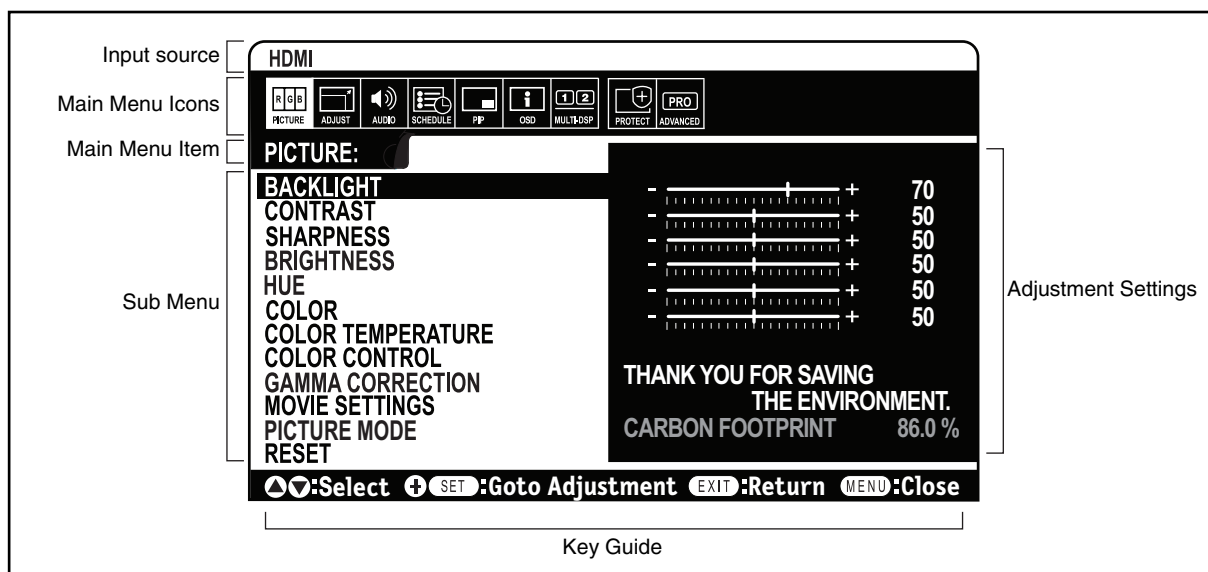 Input source
HDMI
Main Menu Icons
RGB
PICTURE
ADJUST
AUDIO
SCHEDULE
PIP
OSD
1 2
MULTI-DSP
PROTECT
PRO
ADVANCED
Main Menu Item
PICTURE:
Sub Menu
BACKLIGHT - + 70
CONTRAST - + 50
SHARPNESS - + 50
BRIGHTNESS - + 50
HUE - + 50
COLOR - + 50
COLOR TEMPERATURE
COLOR CONTROL
GAMMA CORRECTION
MOVIE SETTINGS
PICTURE MODE
RESET
THANK YOU FOR SAVING
THE ENVIRONMENT.
CARBON FOOTPRINT 86.0 %
Adjustment Settings
:Select + SET :Goto Adjustment EXIT :Return MENU :Close
Key Guide